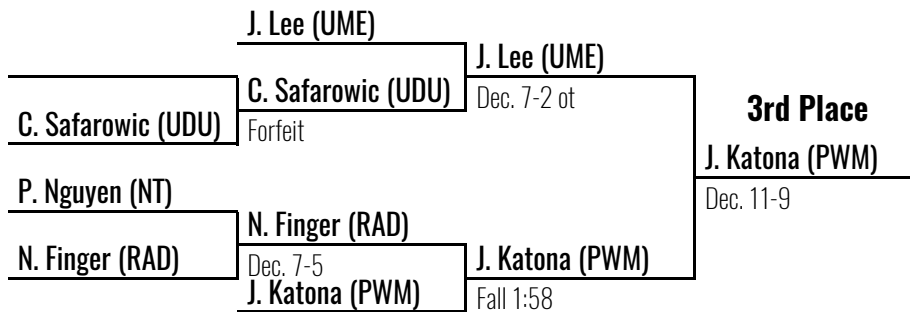 J. Lee (UME)
J. Lee (UME)
C. Safarowic (UDU)
Dec. 7-2 ot
3rd Place
C. Safarowic (UDU)
Forfeit
J. Katona (PWM)
P. Nguyen (NT)
Dec. 11-9
N. Finger (RAD)
N. Finger (RAD)
Dec. 7-5
J. Katona (PWM)
J. Katona (PWM)
Fall 1:58